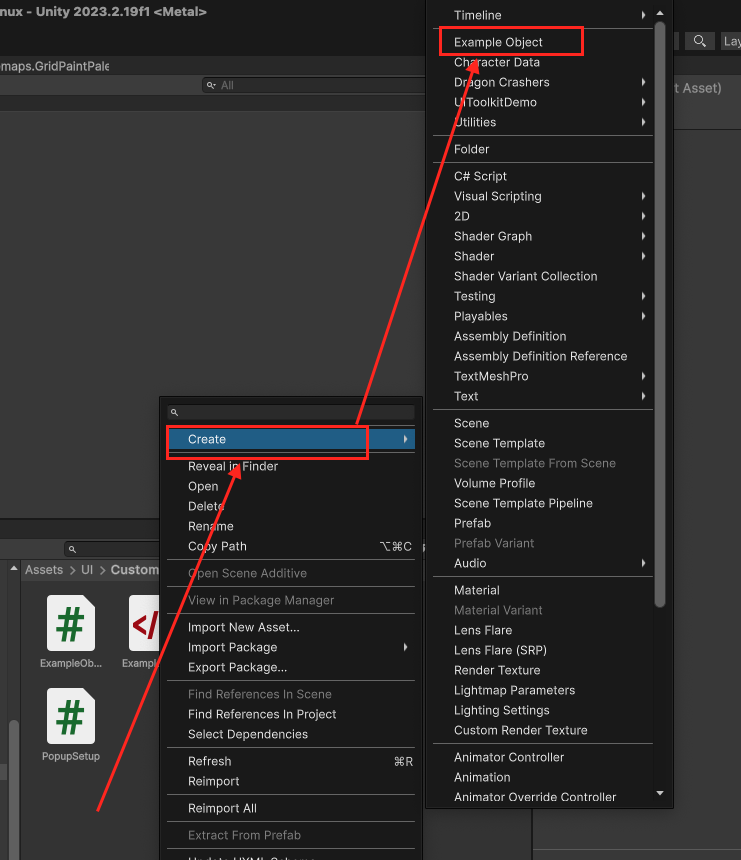 nux - Unity 2023.2.19f1 <Metal>
maps.GridPaintPale
All
Lay
t Asset)
Timeline
Example Object
Character Data
Dragon Crashers
UIToolkitDemo
Utilities
Folder
C# Script
Visual Scripting
2D
Shader Graph
Shader
Shader Variant Collection
Testing
Playables
Assembly Definition
Assembly Definition Reference
TextMeshPro
Text
Scene
Scene Template
Scene Template From Scene
Volume Profile
Scene Template Pipeline
Prefab
Prefab Variant
Audio
Material
Material Variant
Lens Flare
Lens Flare (SRP)
Render Texture
Lightmap Parameters
Lighting Settings
Custom Render Texture
Animator Controller
Animation
Animator Override Controller
Create
Reveal in Finder
Open
Delete
Rename
Copy Path ⌥⌘C
Open Scene Additive
View in Package Manager
Import New Asset...
Import Package
Export Package...
Find References In Scene
Find References In Project
Select Dependencies
Refresh ⌘R
Reimport
Reimport All
Extract From Prefab
Update UXML Schema
Assets > UI > Custom
#
</
ExampleOb...
Example
#
PopupSetup